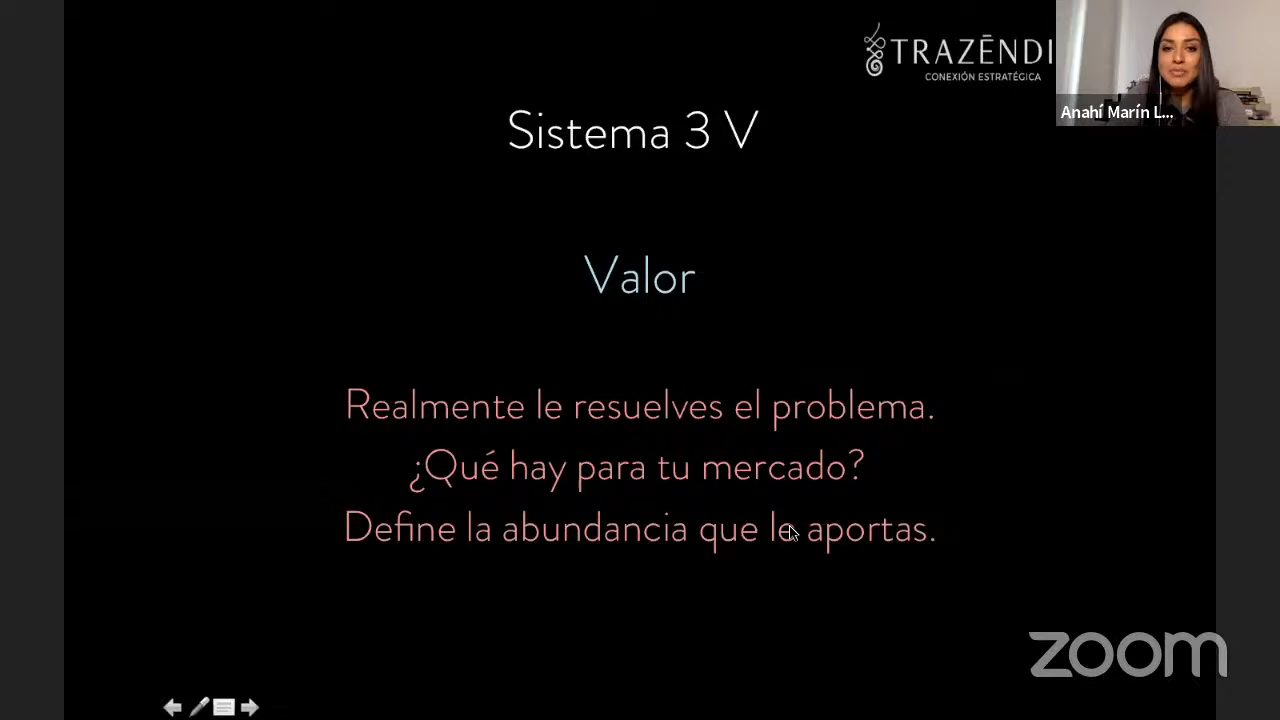 TRAZĒNDI
CONEXIÓN ESTRATÉGICA
Anahí Marín L...
Sistema 3 V
Valor
Realmente le resuelves el problema.
¿Qué hay para tu mercado?
Define la abundancia que le aportas.
zoom